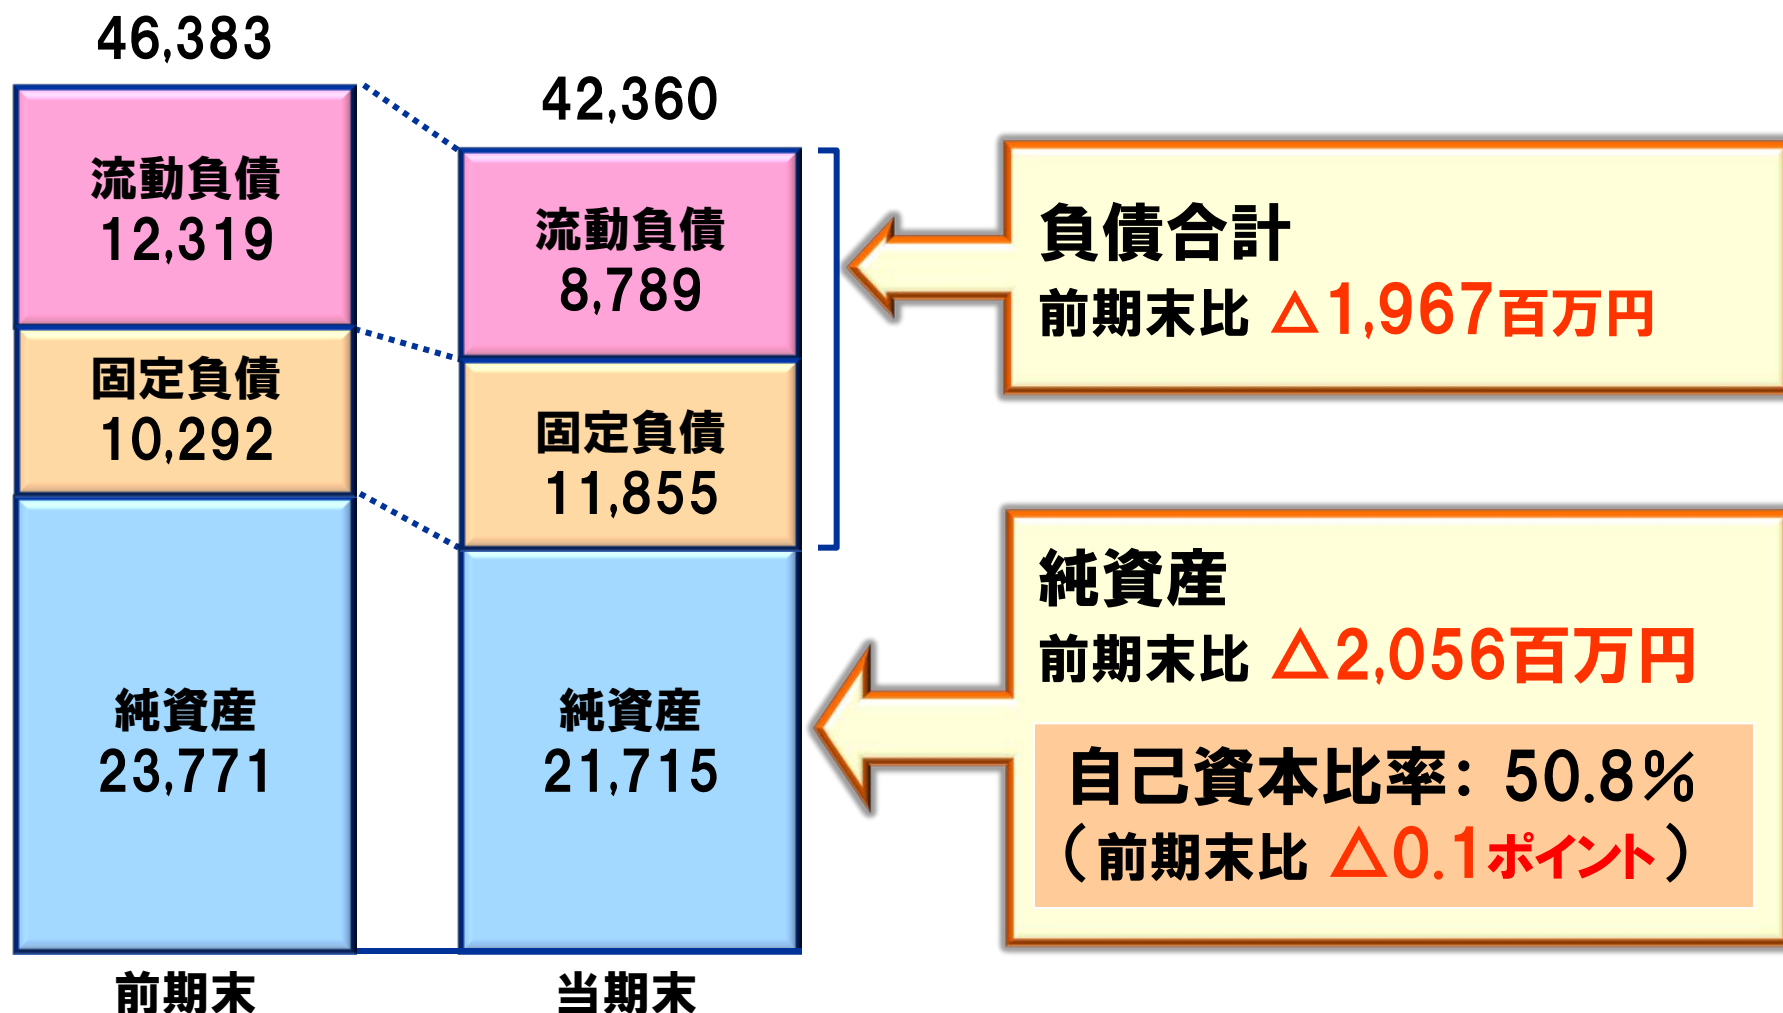 46,383
流動負債
12,319
固定負債
10,292
純資産
23,771
前期末
42,360
流動負債
8,789
固定負債
11,855
純資産
21,715
当期末
負債合計
前期末比 △1,967百万円
純資産
前期末比 △2,056百万円
自己資本比率： 50.8％
（前期末比 △0.1ポイント）